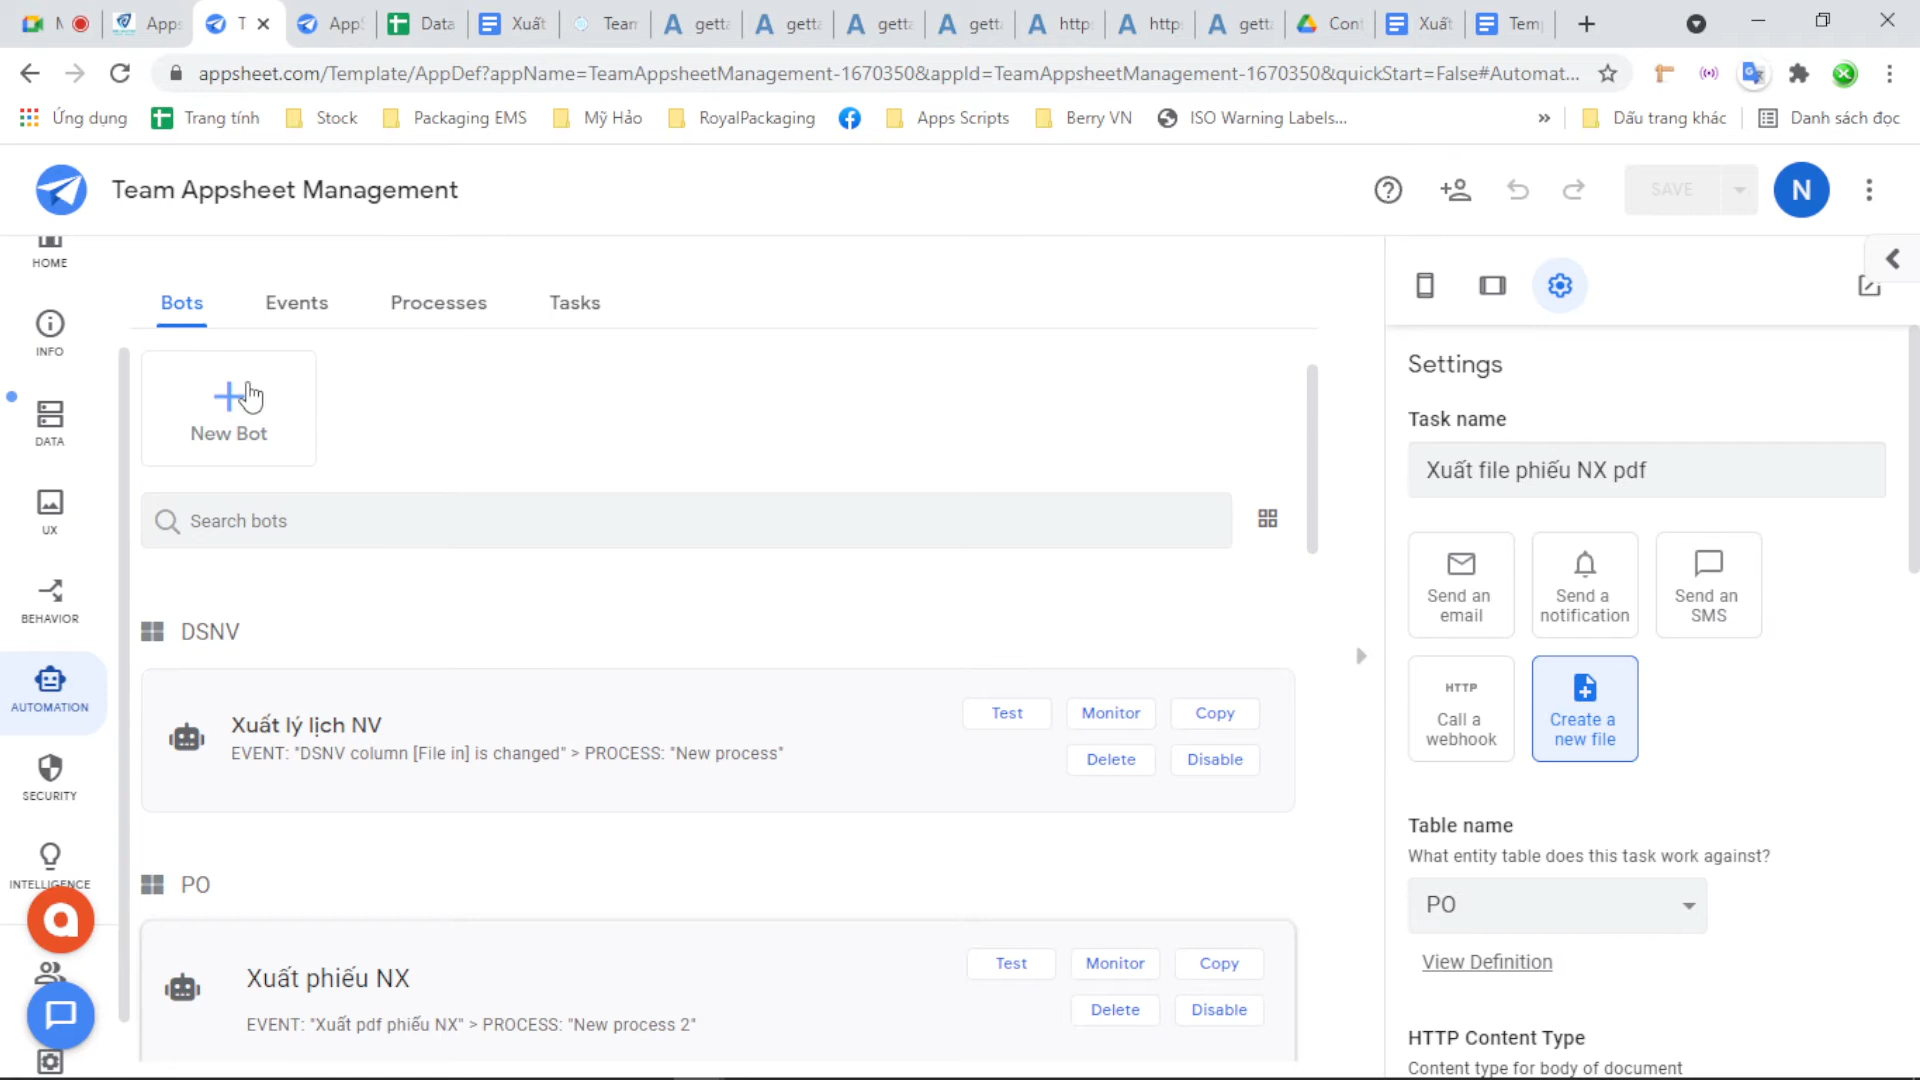 Apps
T
AppS
Data
Xuất
Team
getta
getta
getta
getta
http
http
getta
Con
Xuất
Tem
appsheet.com/Template/AppDef?appName=TeamAppsheetManagement-1670350&appId=TeamAppsheetManagement-1670350&quickStart=False#Automat...
Ứng dụng
Trang tính
Stock
Packaging EMS
Mỹ Hảo
RoyalPackaging
Apps Scripts
Berry VN
ISO Warning Labels...
»
Dấu trang khác
Danh sách đọc
Team Appsheet Management
SAVE
N
HOME
INFO
DATA
UX
BEHAVIOR
AUTOMATION
SECURITY
INTELLIGENCE
Bots
Events
Processes
Tasks
New Bot
Search bots
DSNV
Xuất lý lịch NV
EVENT: "DSNV column [File in] is changed" > PROCESS: "New process"
Test
Monitor
Copy
Delete
Disable
PO
Xuất phiếu NX
EVENT: "Xuất pdf phiếu NX" > PROCESS: "New process 2"
Test
Monitor
Copy
Delete
Disable
Settings
Task name
Xuất file phiếu NX pdf
Send an
email
Send a
notification
Send an
SMS
HTTP
Call a
webhook
Create a
new file
Table name
What entity table does this task work against?
PO
View Definition
HTTP Content Type
Content type for body of document